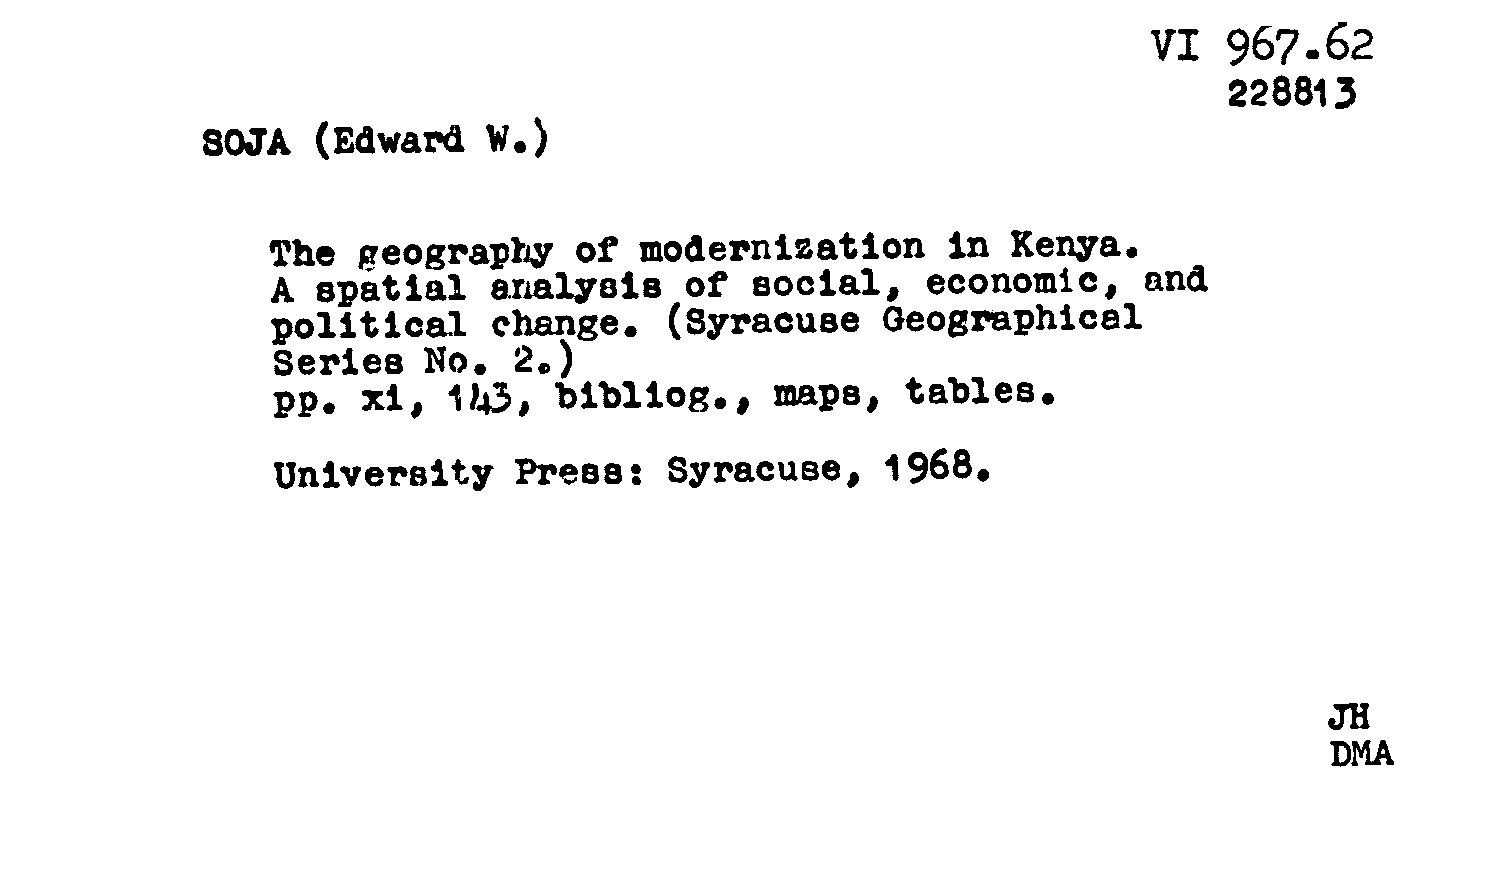 VI 967.62
228813
SOJA (Edward W.)
The geography of modernization in Kenya.
A spatial analysis of social, economic, and
political change. (Syracuse Geographical
Series No. 2.)
pp. xi, 143, bibliog., maps, tables.
University Press: Syracuse, 1968.
JH
DMA